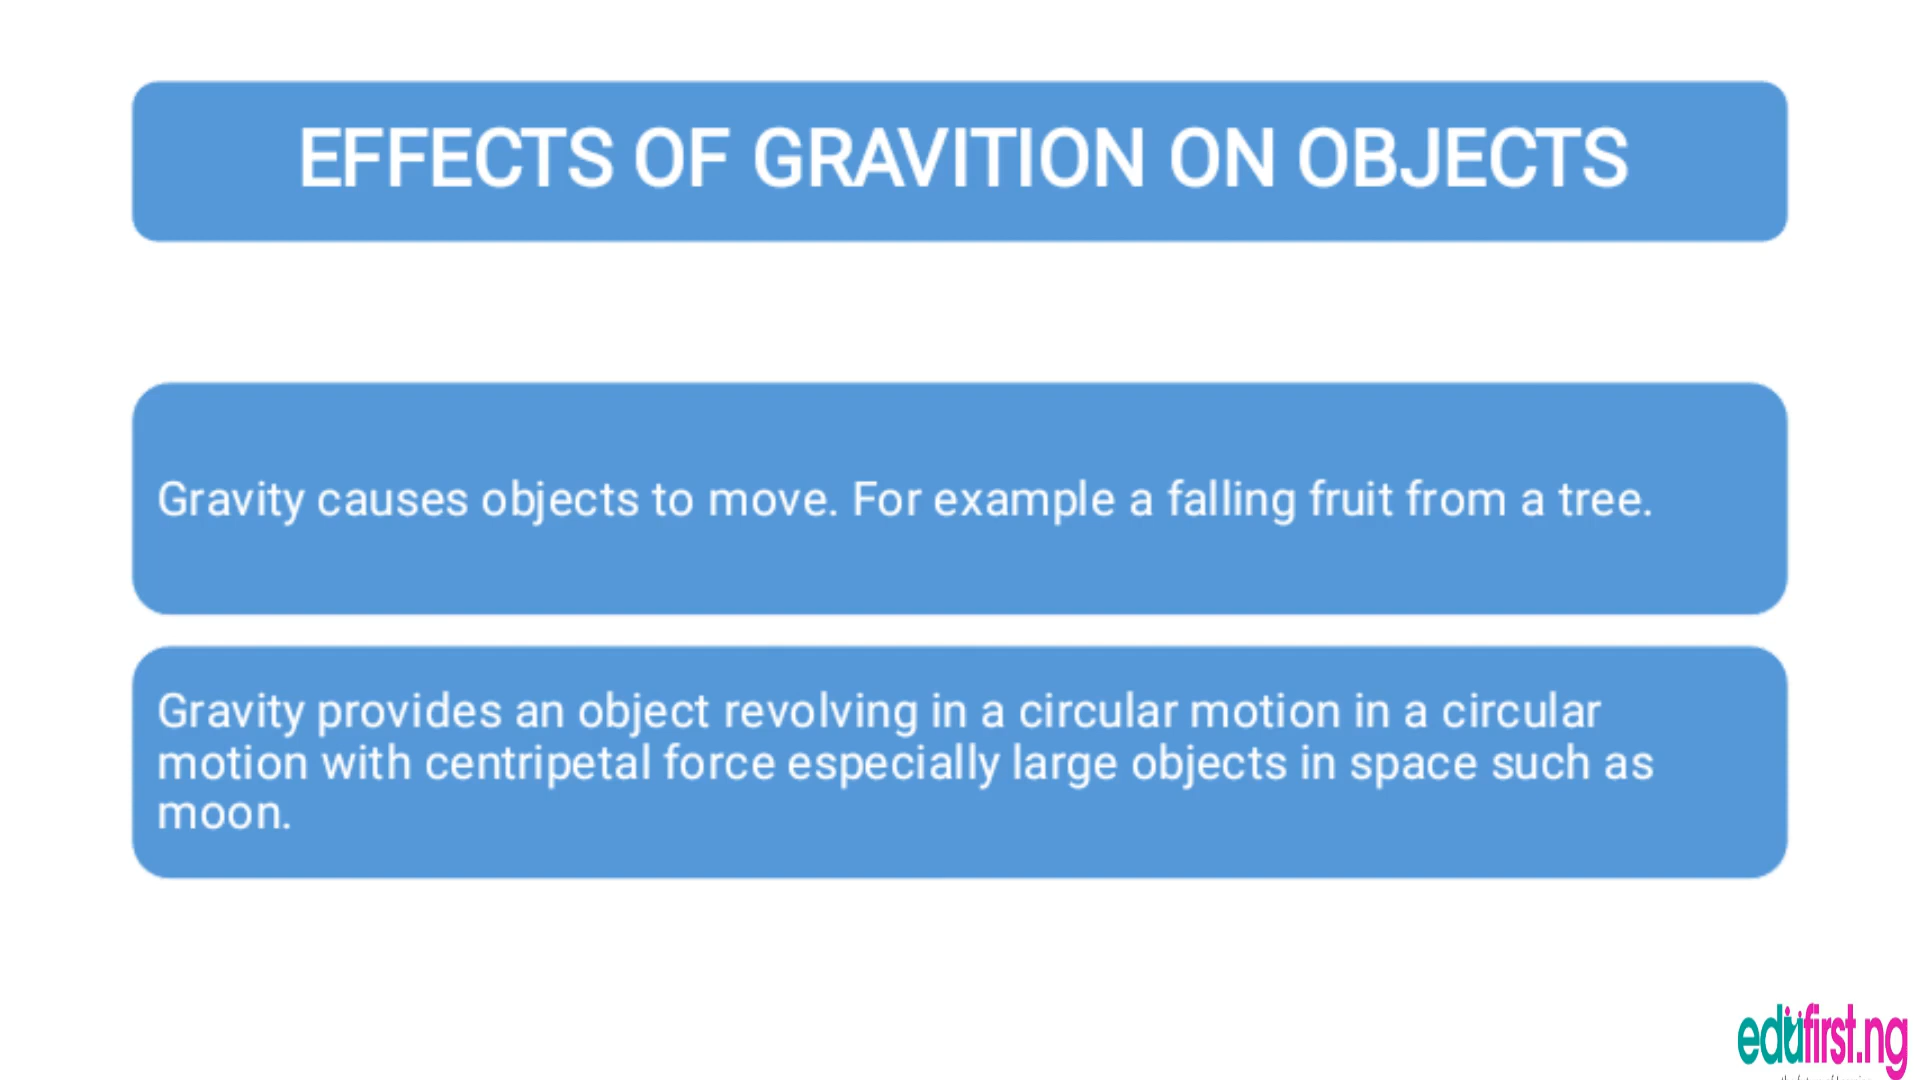 EFFECTS OF GRAVITION ON OBJECTS
Gravity causes objects to move. For example a falling fruit from a tree.
Gravity provides an object revolving in a circular motion in a circular
motion with centripetal force especially large objects in space such as
moon.
edufirst.ng